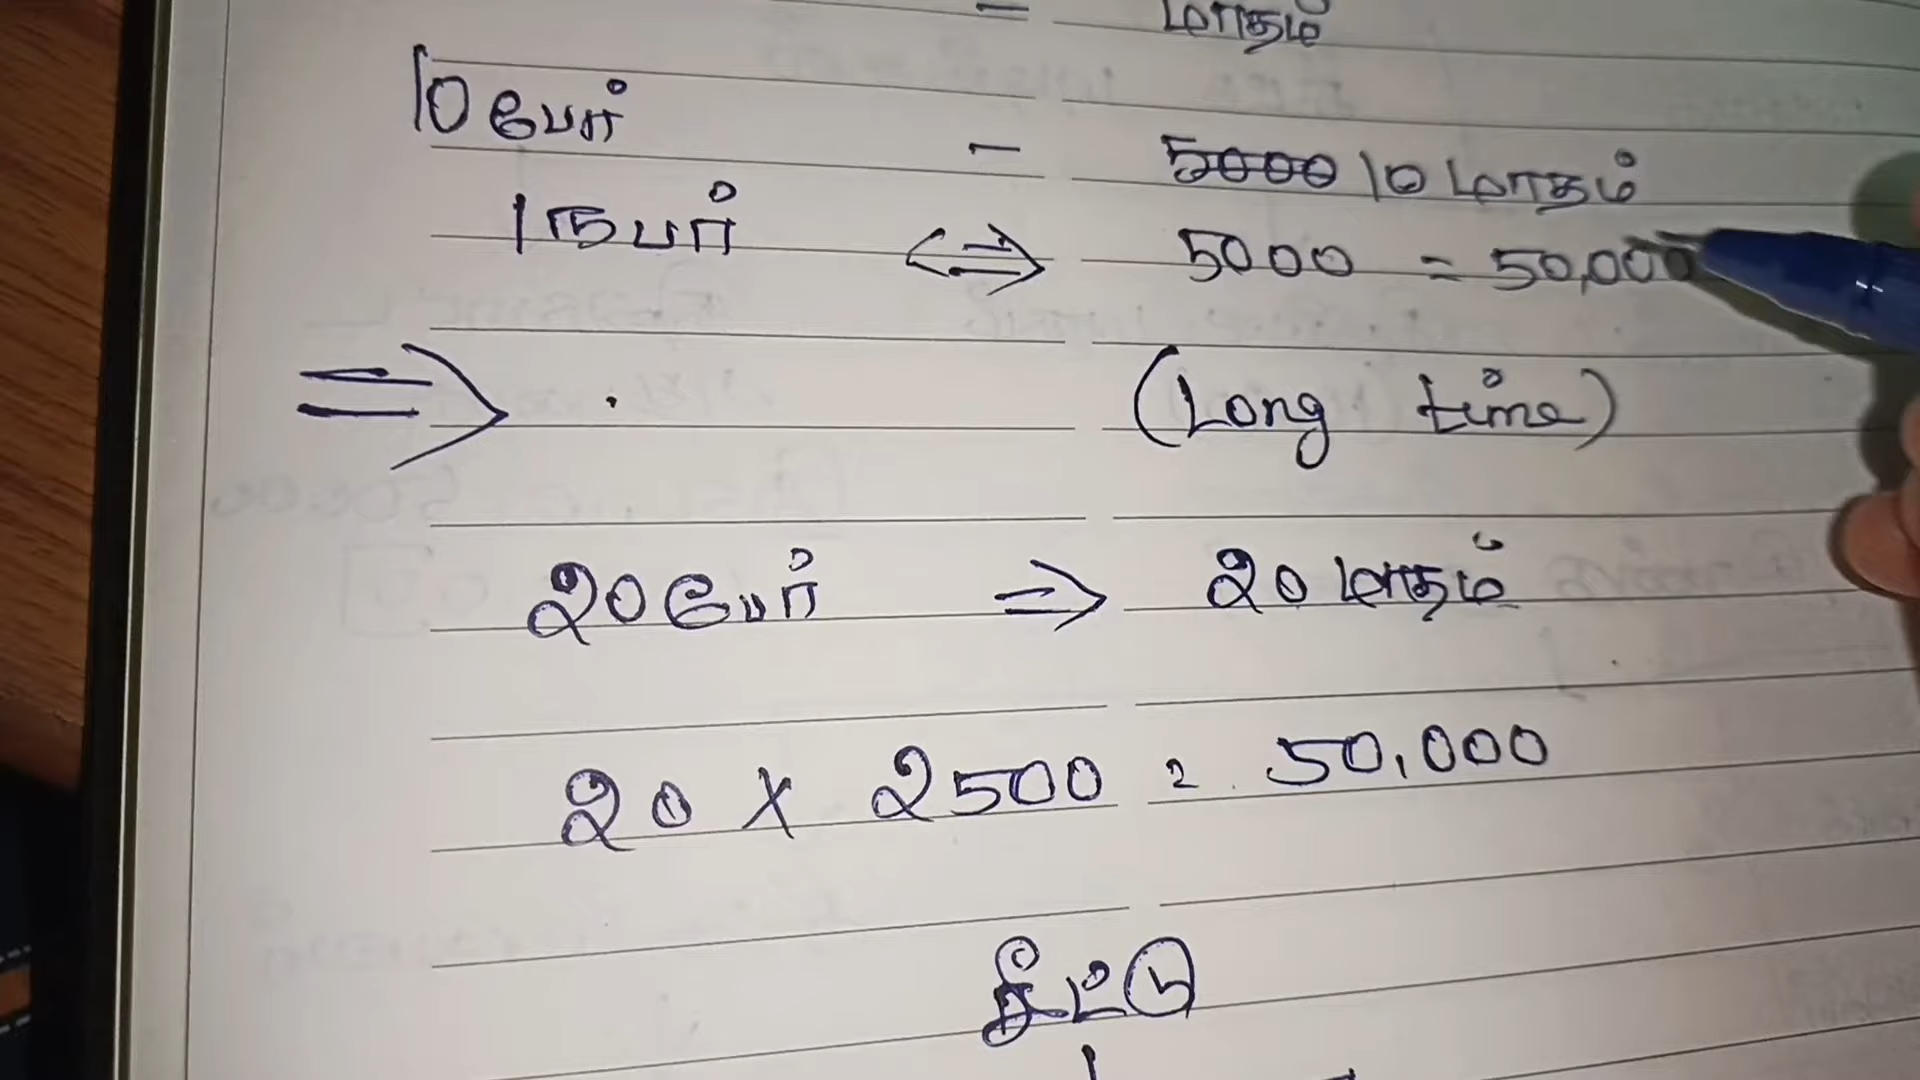 - மாதம்
10 பேர் - 5000 10 மாதம்
1 நபர் ⇔ 5000 = 50,000
⇒ . (Long time)
20 பேர் ⇒ 20 மாதம்
20 X 2500 = 50,000
சீட்டு